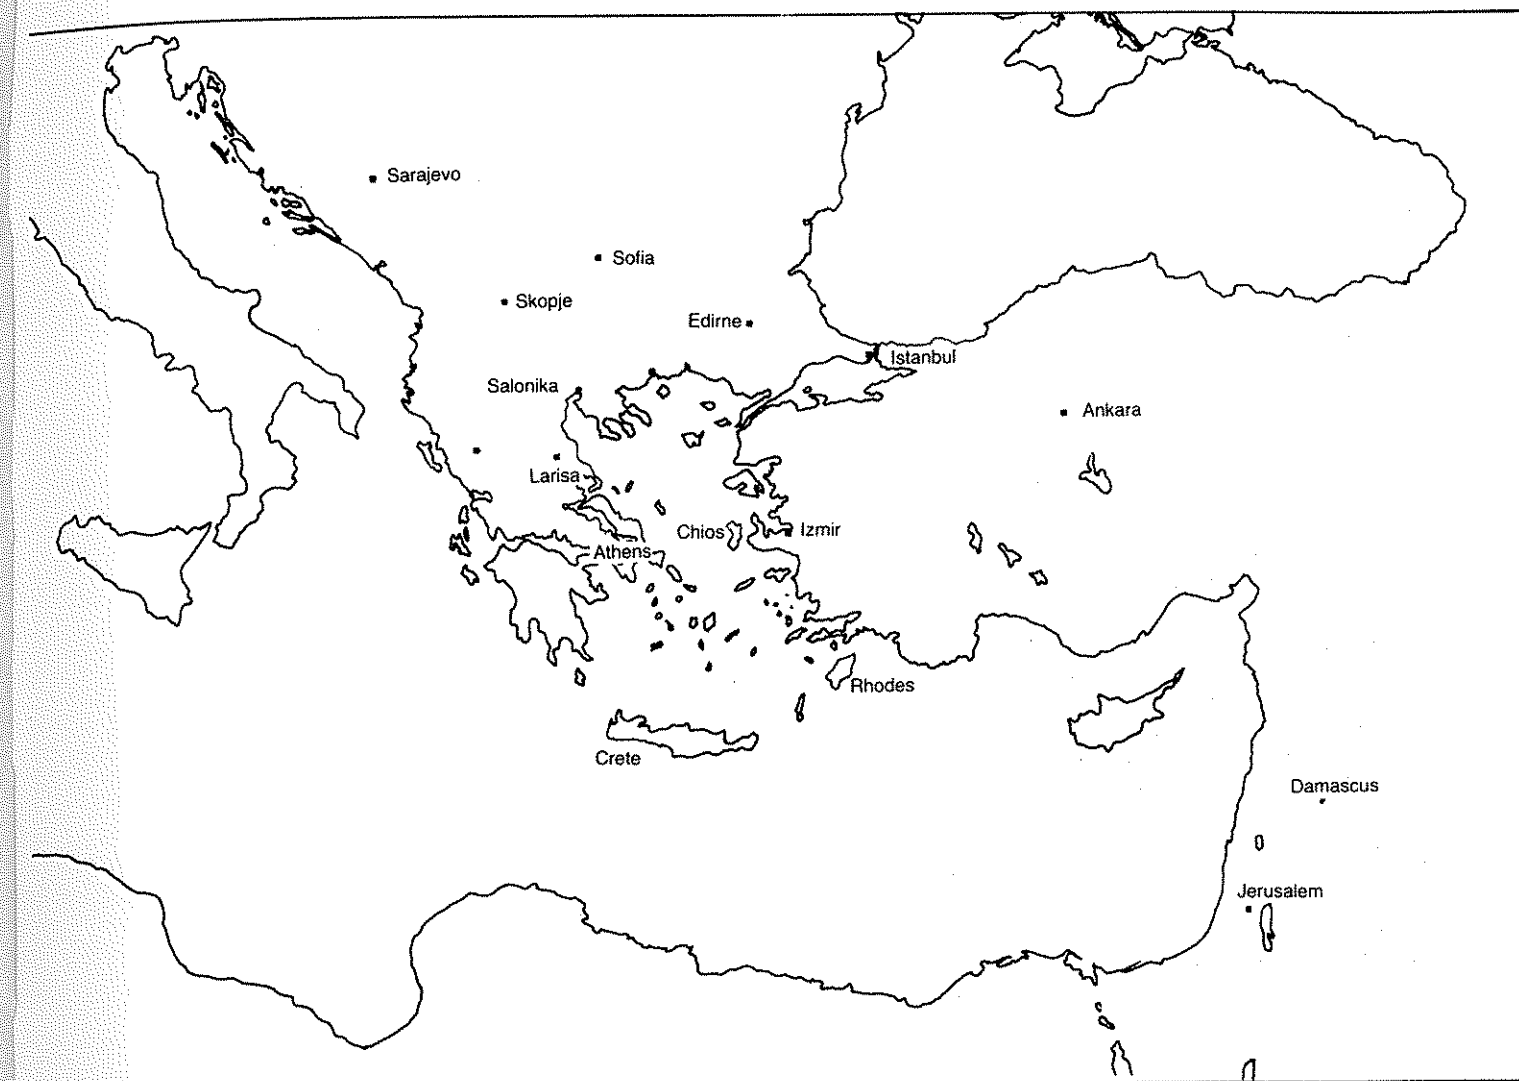 Sarajevo
Sofia
Skopje
Edirne
Istanbul
Salonika
Ankara
Larisa
Chios
Izmir
Athens
Rhodes
Crete
Damascus
Jerusalem